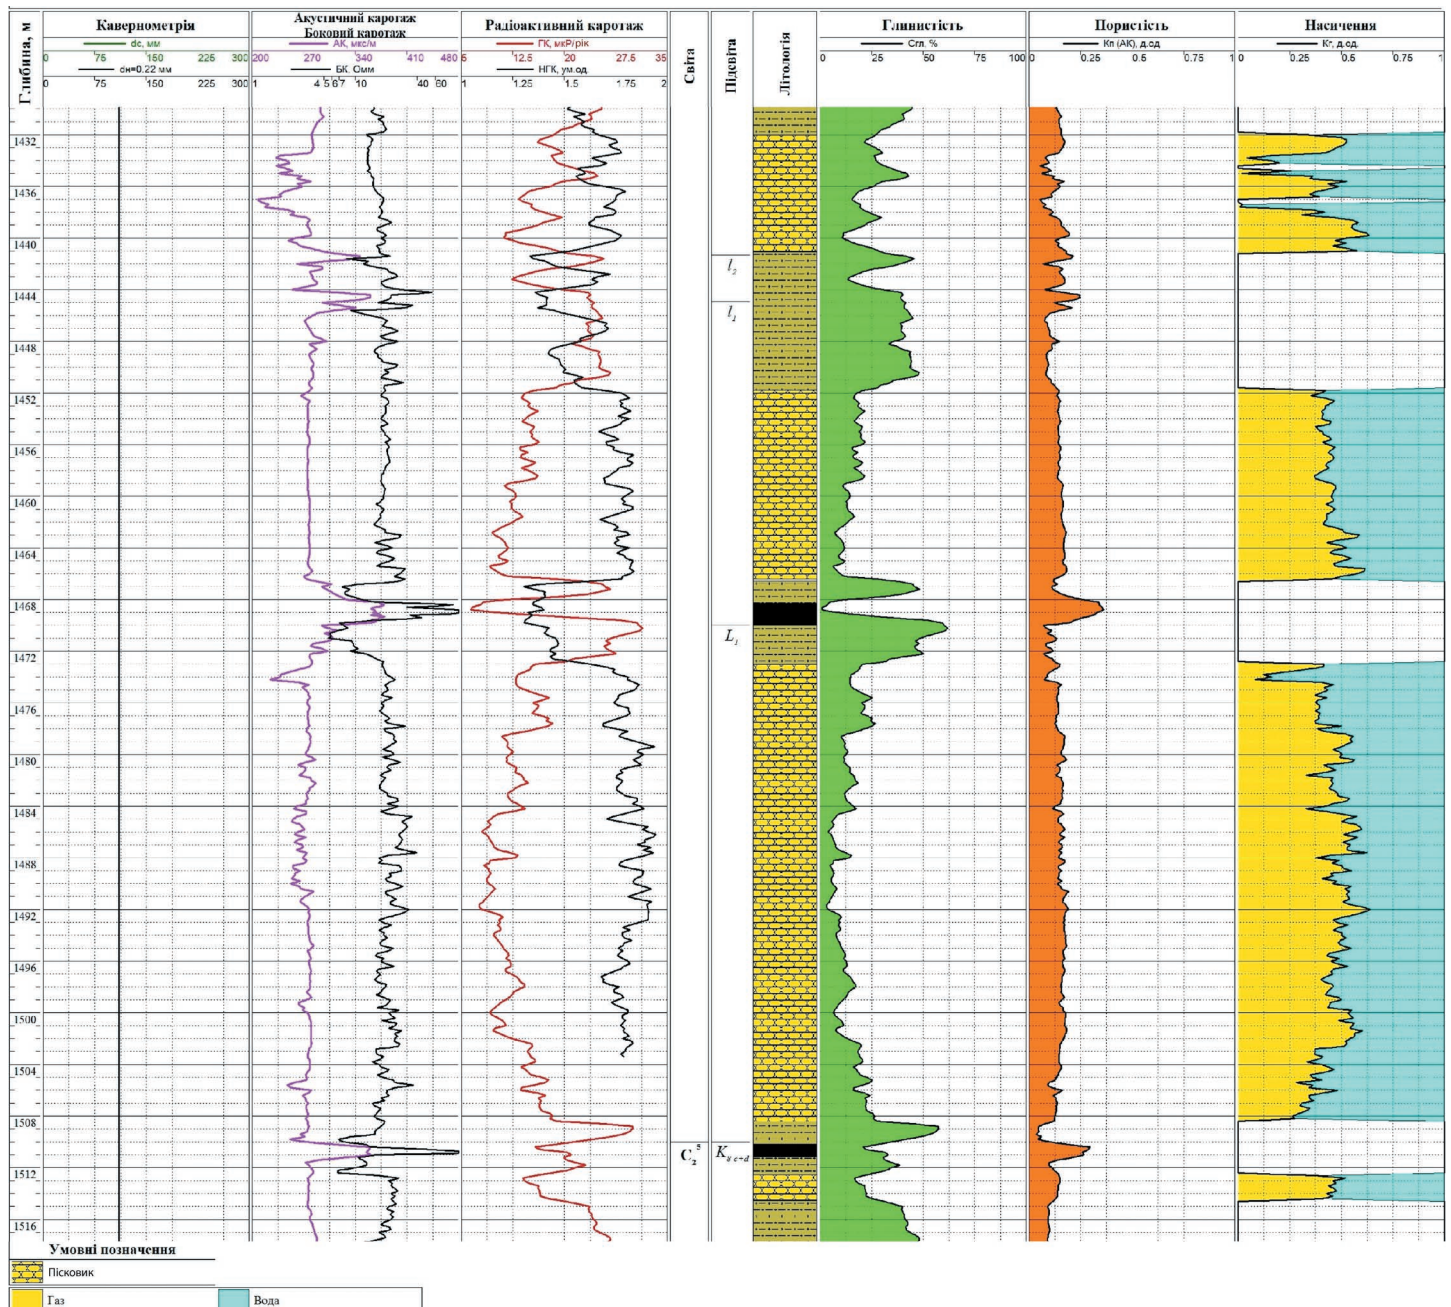 Глибина, м
Кавернометрія
dc, мм
0 75 150 225 300
dн=0.22 мм
0 75 150 225 300
Акустичний каротаж
Боковий каротаж
АК, мкс/м
200 270 340 410 480
БК, Омм
1 4 5 6 7 10 40 60
Радіоактивний каротаж
ГК, мкР/рік
5 12.5 20 27.5 35
НГК, ум.од.
1 1.25 1.5 1.75 2
Світа
Підсвіта
Літологія
Глинистість
Cгл, %
0 25 50 75 100
Пористість
Кп (АК), д.од
0 0.25 0.5 0.75 1
Насичення
Кг, д.од.
0 0.25 0.5 0.75 1
1432
1436
1440
l₂
1444
l₁
1448
1452
1456
1460
1464
1468
L₁
1472
1476
1480
1484
1488
1492
1496
1500
1504
1508
C₂⁵ K₈ c+d
1512
1516
Умовні позначення
Пісковик
Газ Вода